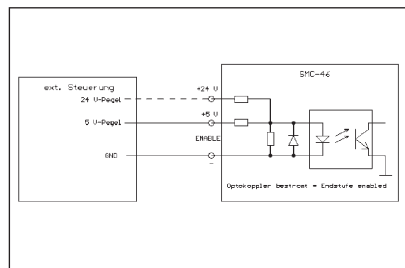 ext. Steuerung
24 V-Pegel
5 V-Pegel
GND
+24 V
+5 V
ENABLE
-
SMC-46
Optokoppler bestromt = Endstufe enabled